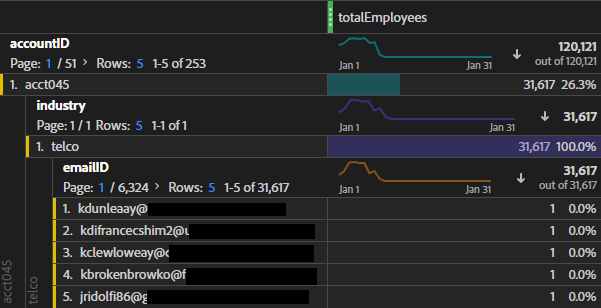 totalEmployees
accountID
Page: 1 / 51 > Rows: 5 1-5 of 253
Jan 1 Jan 31
↓ 120,121
out of 120,121
1. acct045 31,617 26.3%
industry
Page: 1 / 1 Rows: 5 1-1 of 1
Jan 1 Jan 31
↓ 31,617
1. telco 31,617 100.0%
emailID
Page: 1 / 6,324 > Rows: 5 1-5 of 31,617
Jan 1 Jan 31
↓ 31,617
out of 31,617
1. kdunleaay@ 1 0.0%
2. kdifrancecshim2@u 1 0.0%
3. kclewloweay@c 1 0.0%
4. kbrokenbrowko@f 1 0.0%
5. jridolfi86@g 1 0.0%
acct045
telco